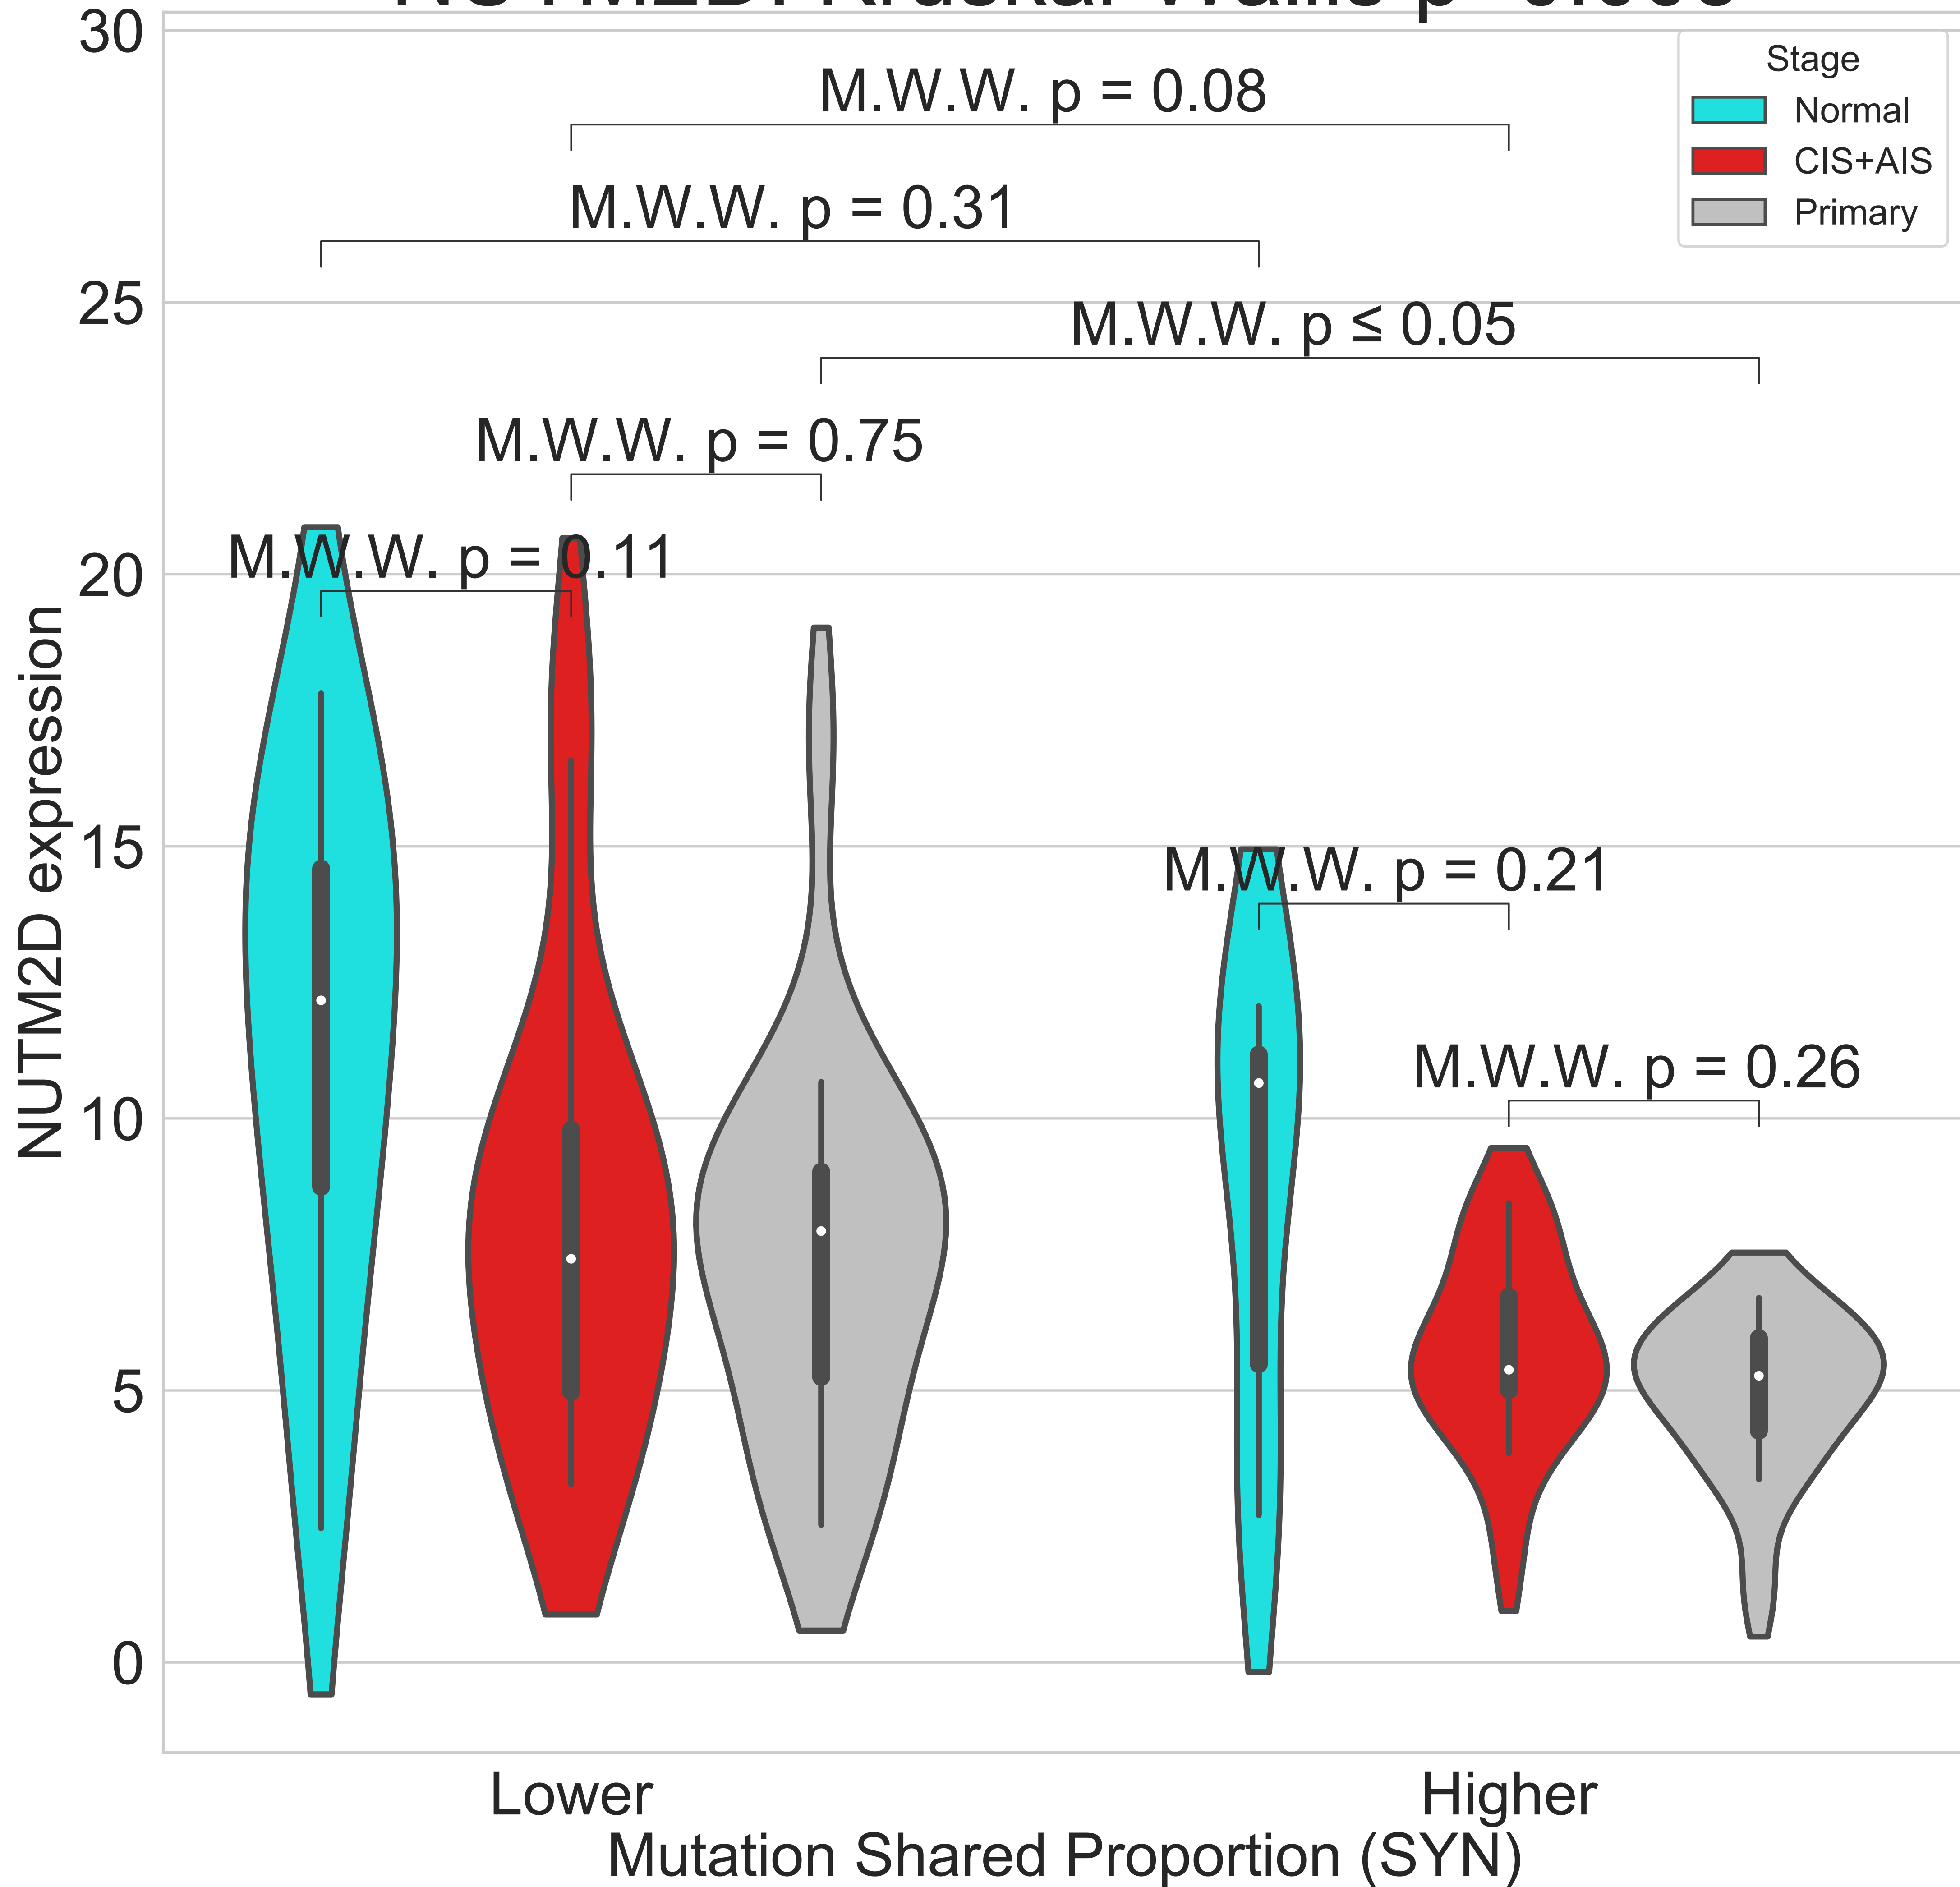 30
25
20
15
10
5
0
NUTM2D expression
M.W.W. p = 0.08
M.W.W. p = 0.31
M.W.W. p ≤ 0.05
M.W.W. p = 0.75
M.W.W. p = 0.11
M.W.W. p = 0.21
M.W.W. p = 0.26
Stage
Normal
CIS+AIS
Primary
Lower
Higher
Mutation Shared Proportion (SYN)